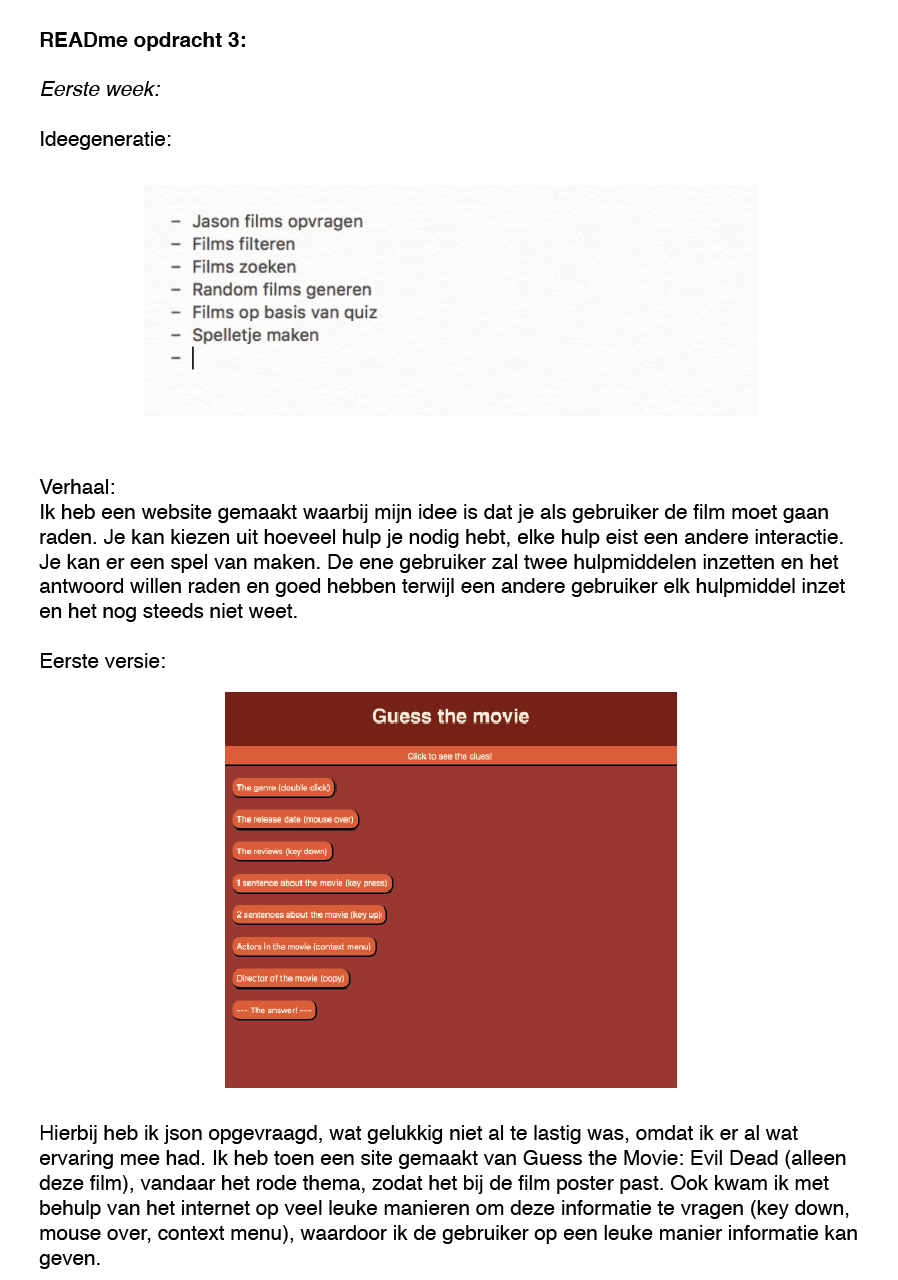 READme opdracht 3:
Eerste week:
Ideegeneratie:
– Jason films opvragen
– Films filteren
– Films zoeken
– Random films generen
– Films op basis van quiz
– Spelletje maken
–
Verhaal:
Ik heb een website gemaakt waarbij mijn idee is dat je als gebruiker de film moet gaan
raden. Je kan kiezen uit hoeveel hulp je nodig hebt, elke hulp eist een andere interactie.
Je kan er een spel van maken. De ene gebruiker zal twee hulpmiddelen inzetten en het
antwoord willen raden en goed hebben terwijl een andere gebruiker elk hulpmiddel inzet
en het nog steeds niet weet.
Eerste versie:
Guess the movie
Click to see the clues!
The genre (double click)
The release date (mouse over)
The reviews (key down)
1 sentence about the movie (key press)
2 sentences about the movie (key up)
Actors in the movie (context menu)
Director of the movie (copy)
--- The answer! ---
Hierbij heb ik json opgevraagd, wat gelukkig niet al te lastig was, omdat ik er al wat
ervaring mee had. Ik heb toen een site gemaakt van Guess the Movie: Evil Dead (alleen
deze film), vandaar het rode thema, zodat het bij de film poster past. Ook kwam ik met
behulp van het internet op veel leuke manieren om deze informatie te vragen (key down,
mouse over, context menu), waardoor ik de gebruiker op een leuke manier informatie kan
geven.